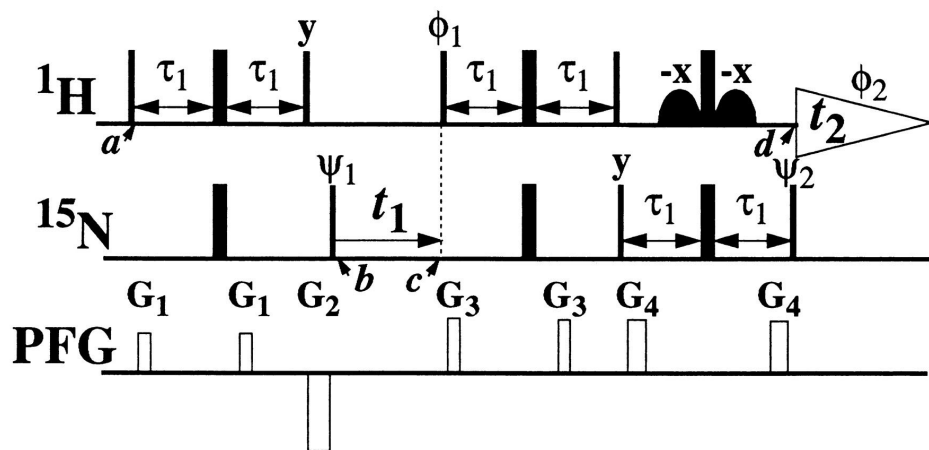 y ϕ₁
¹H τ₁ τ₁ τ₁ τ₁ -x -x ϕ₂
a d t₂
ψ₁ y ψ₂
¹⁵N t₁ τ₁ τ₁
b c
G₁ G₁ G₂ G₃ G₃ G₄ G₄
PFG